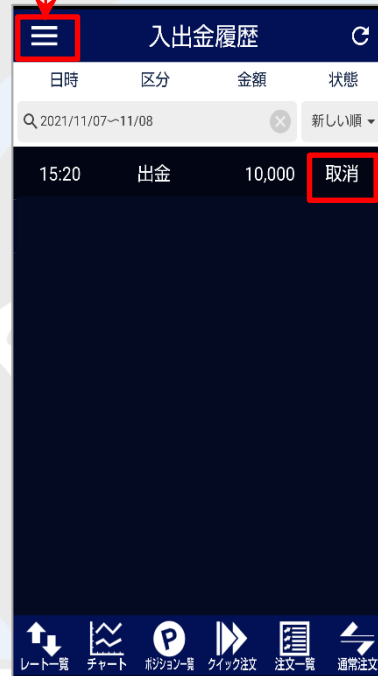 入出金履歴
日時 区分 金額 状態
2021/11/07〜11/08 新しい順
15:20 出金 10,000 取消
レート一覧 チャート ポジション一覧 クイック注文 注文一覧 通常注文